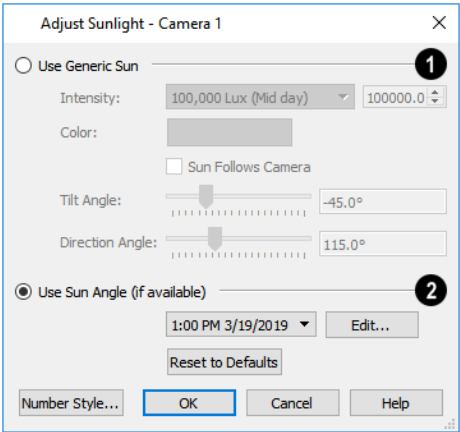 Adjust Sunlight - Camera 1
Use Generic Sun 1
Intensity: 100,000 Lux (Mid day) 100000.0
Color:
Sun Follows Camera
Tilt Angle: -45.0°
Direction Angle: 115.0°
Use Sun Angle (if available) 2
1:00 PM 3/19/2019 Edit...
Reset to Defaults
Number Style... OK Cancel Help